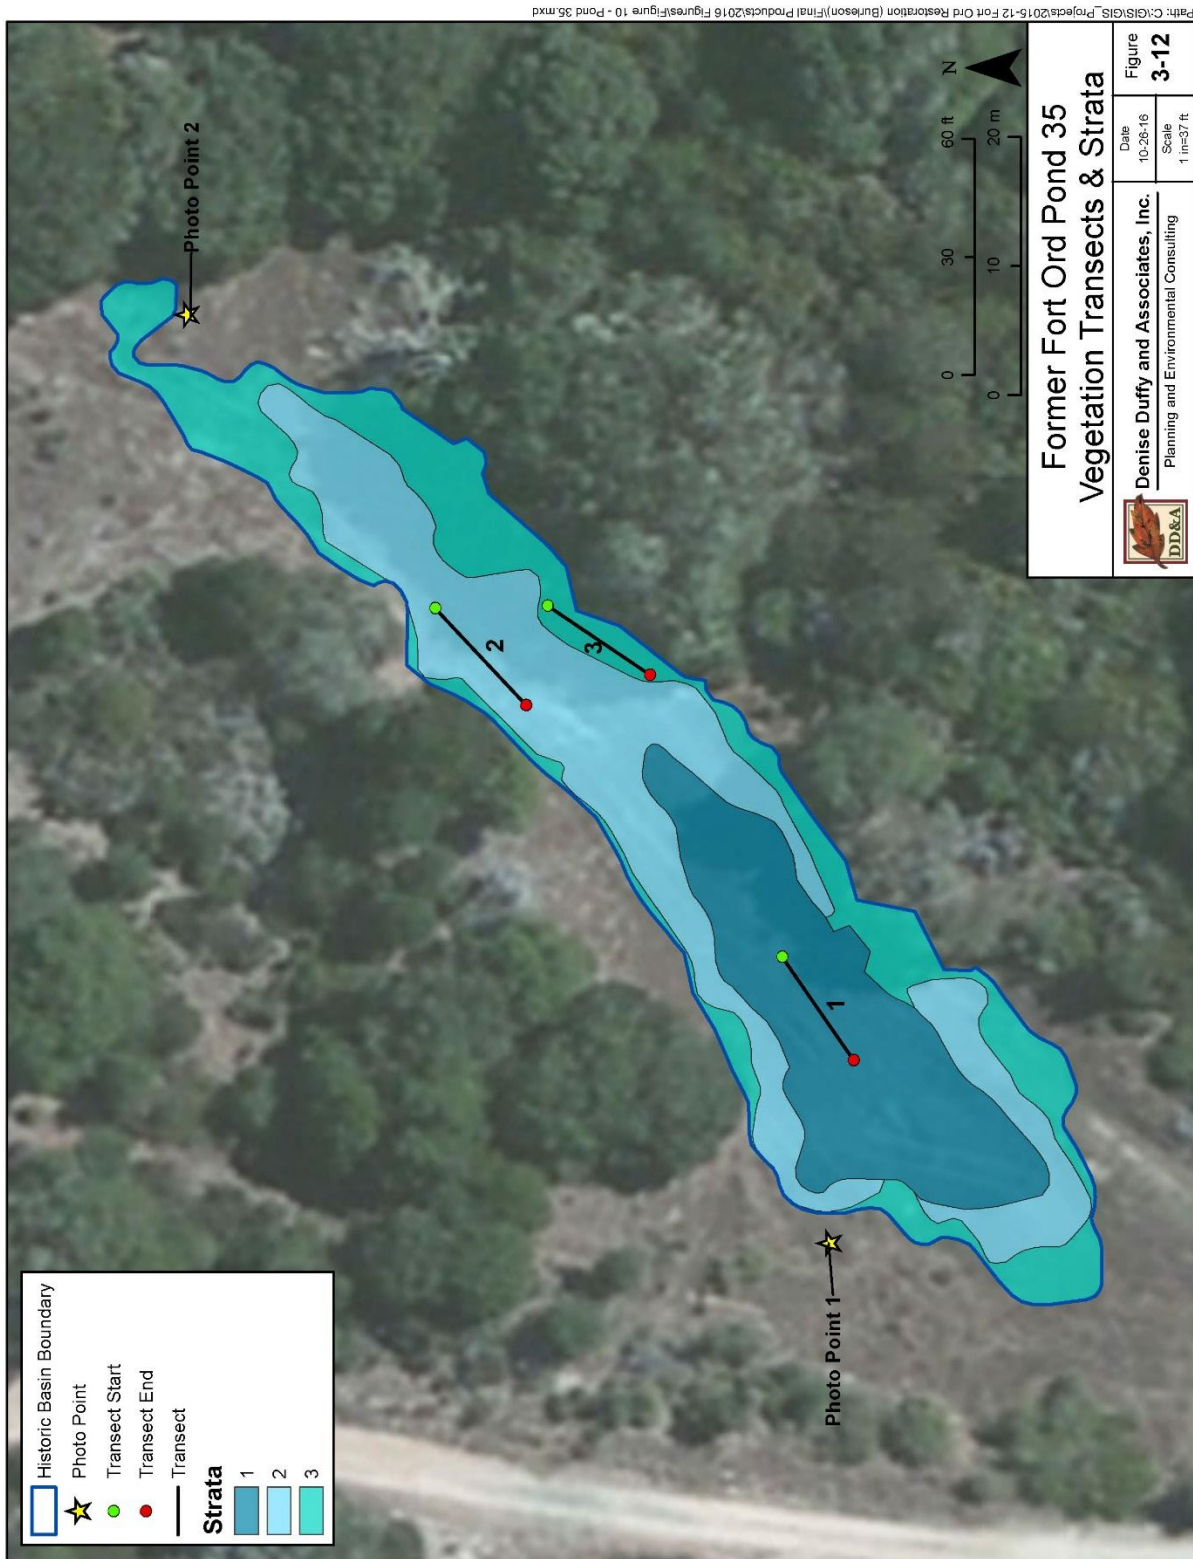 Path: C:\GIS\GIS_Projects\2015-12 Fort Ord Restoration (Burleson)\Final Products\2016 Figures\Figure 10 - Pond 35.mxd
Historic Basin Boundary
Photo Point
Transect Start
Transect End
Transect
Strata
1
2
3
Photo Point 1
Photo Point 2
1
2
3
N
0 30 60 ft
0 10 20 m
Former Fort Ord Pond 35
Vegetation Transects & Strata
DD&A
Denise Duffy and Associates, Inc.
Planning and Environmental Consulting
Date
10-26-16
Scale
1 in=37 ft
Figure
3-12